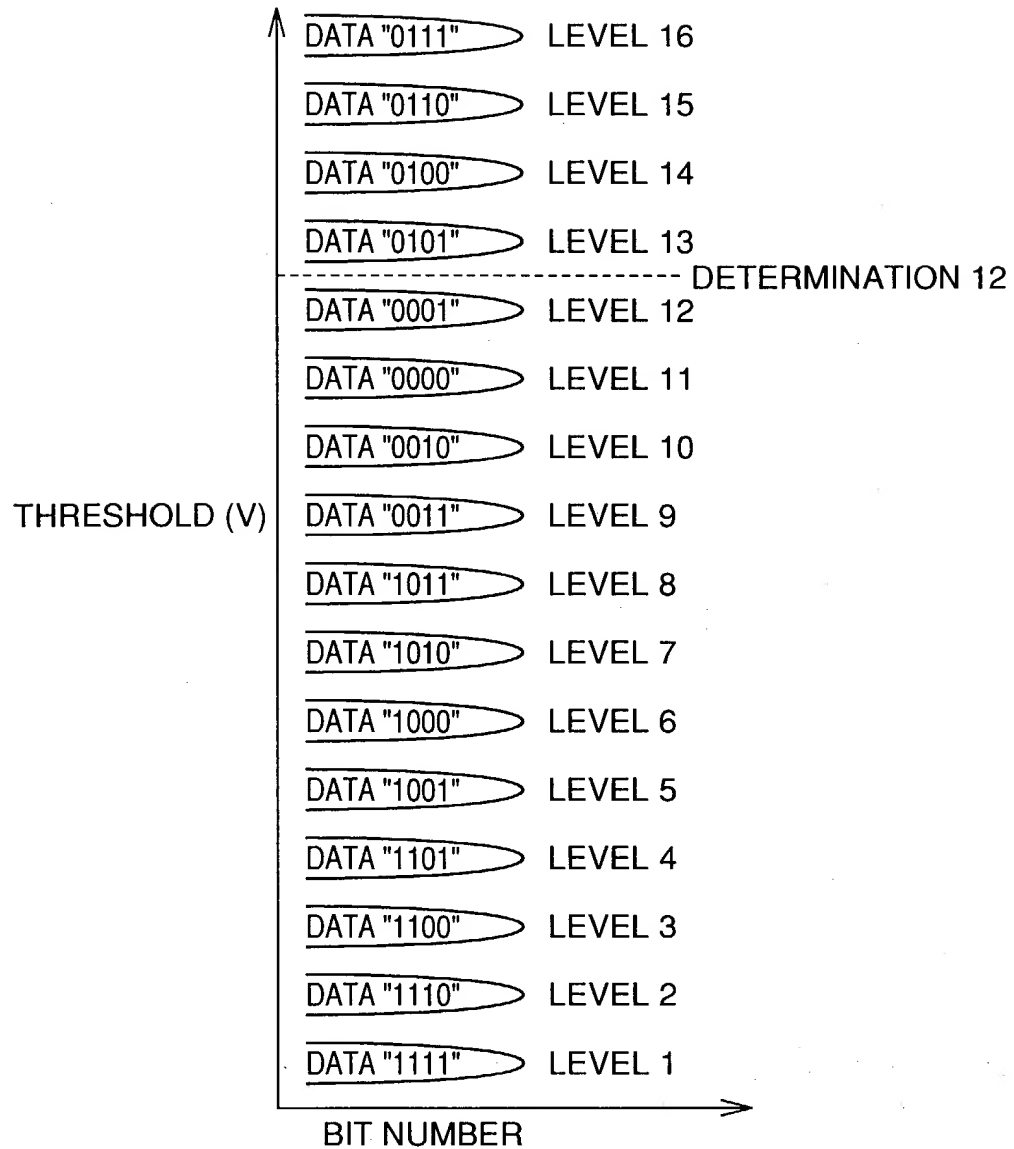 DATA "0111" LEVEL 16
DATA "0110" LEVEL 15
DATA "0100" LEVEL 14
DATA "0101" LEVEL 13
DETERMINATION 12
DATA "0001" LEVEL 12
DATA "0000" LEVEL 11
DATA "0010" LEVEL 10
THRESHOLD (V) DATA "0011" LEVEL 9
DATA "1011" LEVEL 8
DATA "1010" LEVEL 7
DATA "1000" LEVEL 6
DATA "1001" LEVEL 5
DATA "1101" LEVEL 4
DATA "1100" LEVEL 3
DATA "1110" LEVEL 2
DATA "1111" LEVEL 1
BIT NUMBER